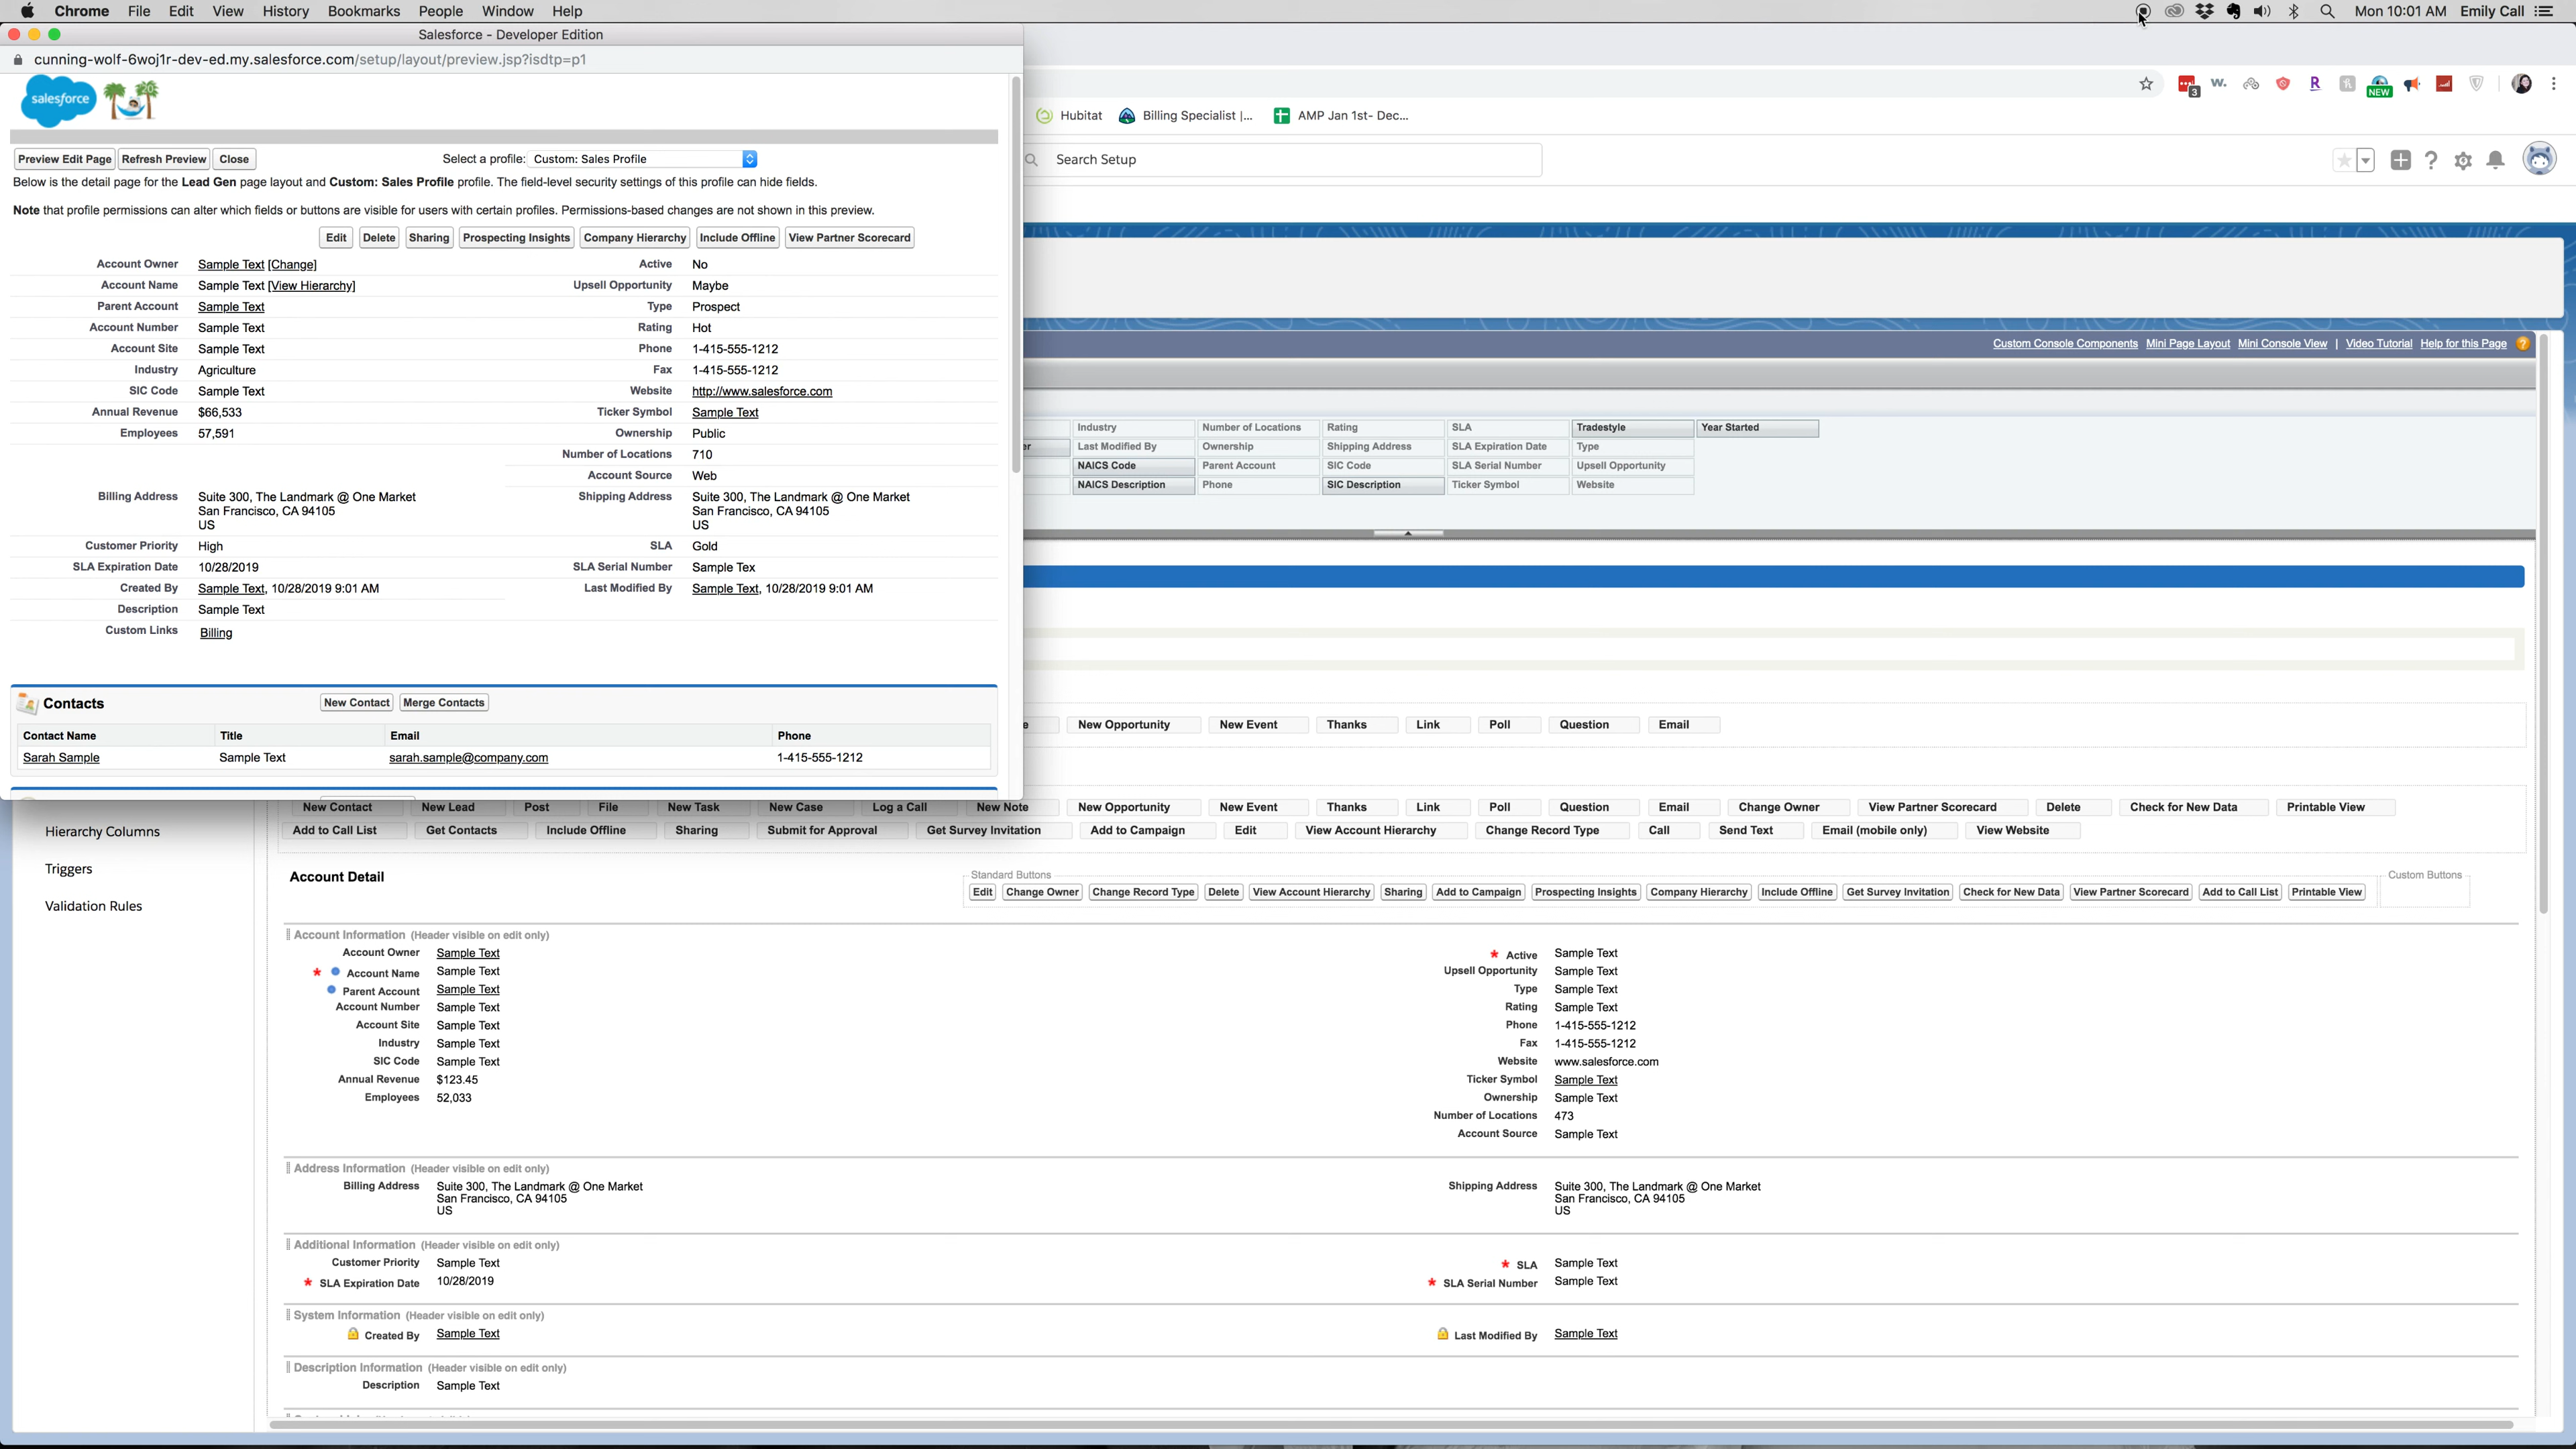 Chrome File Edit View History Bookmarks People Window Help Mon 10:01 AM Emily Call
Salesforce - Developer Edition
cunning-wolf-6woj1r-dev-ed.my.salesforce.com/setup/layout/preview.jsp?isdtp=p1
salesforce 20
3 NEW
Hubitat Billing Specialist |... AMP Jan 1st- Dec...
Search Setup
Preview Edit Page Refresh Preview Close Select a profile: Custom: Sales Profile
Below is the detail page for the Lead Gen page layout and Custom: Sales Profile profile. The field-level security settings of this profile can hide fields.
Note that profile permissions can alter which fields or buttons are visible for users with certain profiles. Permissions-based changes are not shown in this preview.
Edit Delete Sharing Prospecting Insights Company Hierarchy Include Offline View Partner Scorecard
Account Owner Sample Text [Change] Active No
Account Name Sample Text [View Hierarchy] Upsell Opportunity Maybe
Parent Account Sample Text Type Prospect
Account Number Sample Text Rating Hot
Account Site Sample Text Phone 1-415-555-1212
Industry Agriculture Fax 1-415-555-1212
SIC Code Sample Text Website http://www.salesforce.com
Annual Revenue $66,533 Ticker Symbol Sample Text
Employees 57,591 Ownership Public
Number of Locations 710
Account Source Web
Billing Address Suite 300, The Landmark @ One Market Shipping Address Suite 300, The Landmark @ One Market
San Francisco, CA 94105 San Francisco, CA 94105
US US
Customer Priority High SLA Gold
SLA Expiration Date 10/28/2019 SLA Serial Number Sample Tex
Created By Sample Text, 10/28/2019 9:01 AM Last Modified By Sample Text, 10/28/2019 9:01 AM
Description Sample Text
Custom Links Billing
Contacts New Contact Merge Contacts
Contact Name Title Email Phone
Sarah Sample Sample Text sarah.sample@company.com 1-415-555-1212
Custom Console Components Mini Page Layout Mini Console View | Video Tutorial Help for this Page ?
Industry Number of Locations Rating SLA Tradestyle Year Started
er Last Modified By Ownership Shipping Address SLA Expiration Date Type
NAICS Code Parent Account SIC Code SLA Serial Number Upsell Opportunity
NAICS Description Phone SIC Description Ticker Symbol Website
e New Opportunity New Event Thanks Link Poll Question Email
New Contact New Lead Post File New Task New Case Log a Call New Note New Opportunity New Event Thanks Link Poll Question Email Change Owner View Partner Scorecard Delete Check for New Data Printable View
Add to Call List Get Contacts Include Offline Sharing Submit for Approval Get Survey Invitation Add to Campaign Edit View Account Hierarchy Change Record Type Call Send Text Email (mobile only) View Website
Hierarchy Columns
Triggers
Validation Rules
Account Detail Standard Buttons Custom Buttons
Edit Change Owner Change Record Type Delete View Account Hierarchy Sharing Add to Campaign Prospecting Insights Company Hierarchy Include Offline Get Survey Invitation Check for New Data View Partner Scorecard Add to Call List Printable View
Account Information (Header visible on edit only)
Account Owner Sample Text * Active Sample Text
* Account Name Sample Text Upsell Opportunity Sample Text
Parent Account Sample Text Type Sample Text
Account Number Sample Text Rating Sample Text
Account Site Sample Text Phone 1-415-555-1212
Industry Sample Text Fax 1-415-555-1212
SIC Code Sample Text Website www.salesforce.com
Annual Revenue $123.45 Ticker Symbol Sample Text
Employees 52,033 Ownership Sample Text
Number of Locations 473
Account Source Sample Text
Address Information (Header visible on edit only)
Billing Address Suite 300, The Landmark @ One Market Shipping Address Suite 300, The Landmark @ One Market
San Francisco, CA 94105 San Francisco, CA 94105
US US
Additional Information (Header visible on edit only)
Customer Priority Sample Text * SLA Sample Text
* SLA Expiration Date 10/28/2019 * SLA Serial Number Sample Text
System Information (Header visible on edit only)
Created By Sample Text Last Modified By Sample Text
Description Information (Header visible on edit only)
Description Sample Text